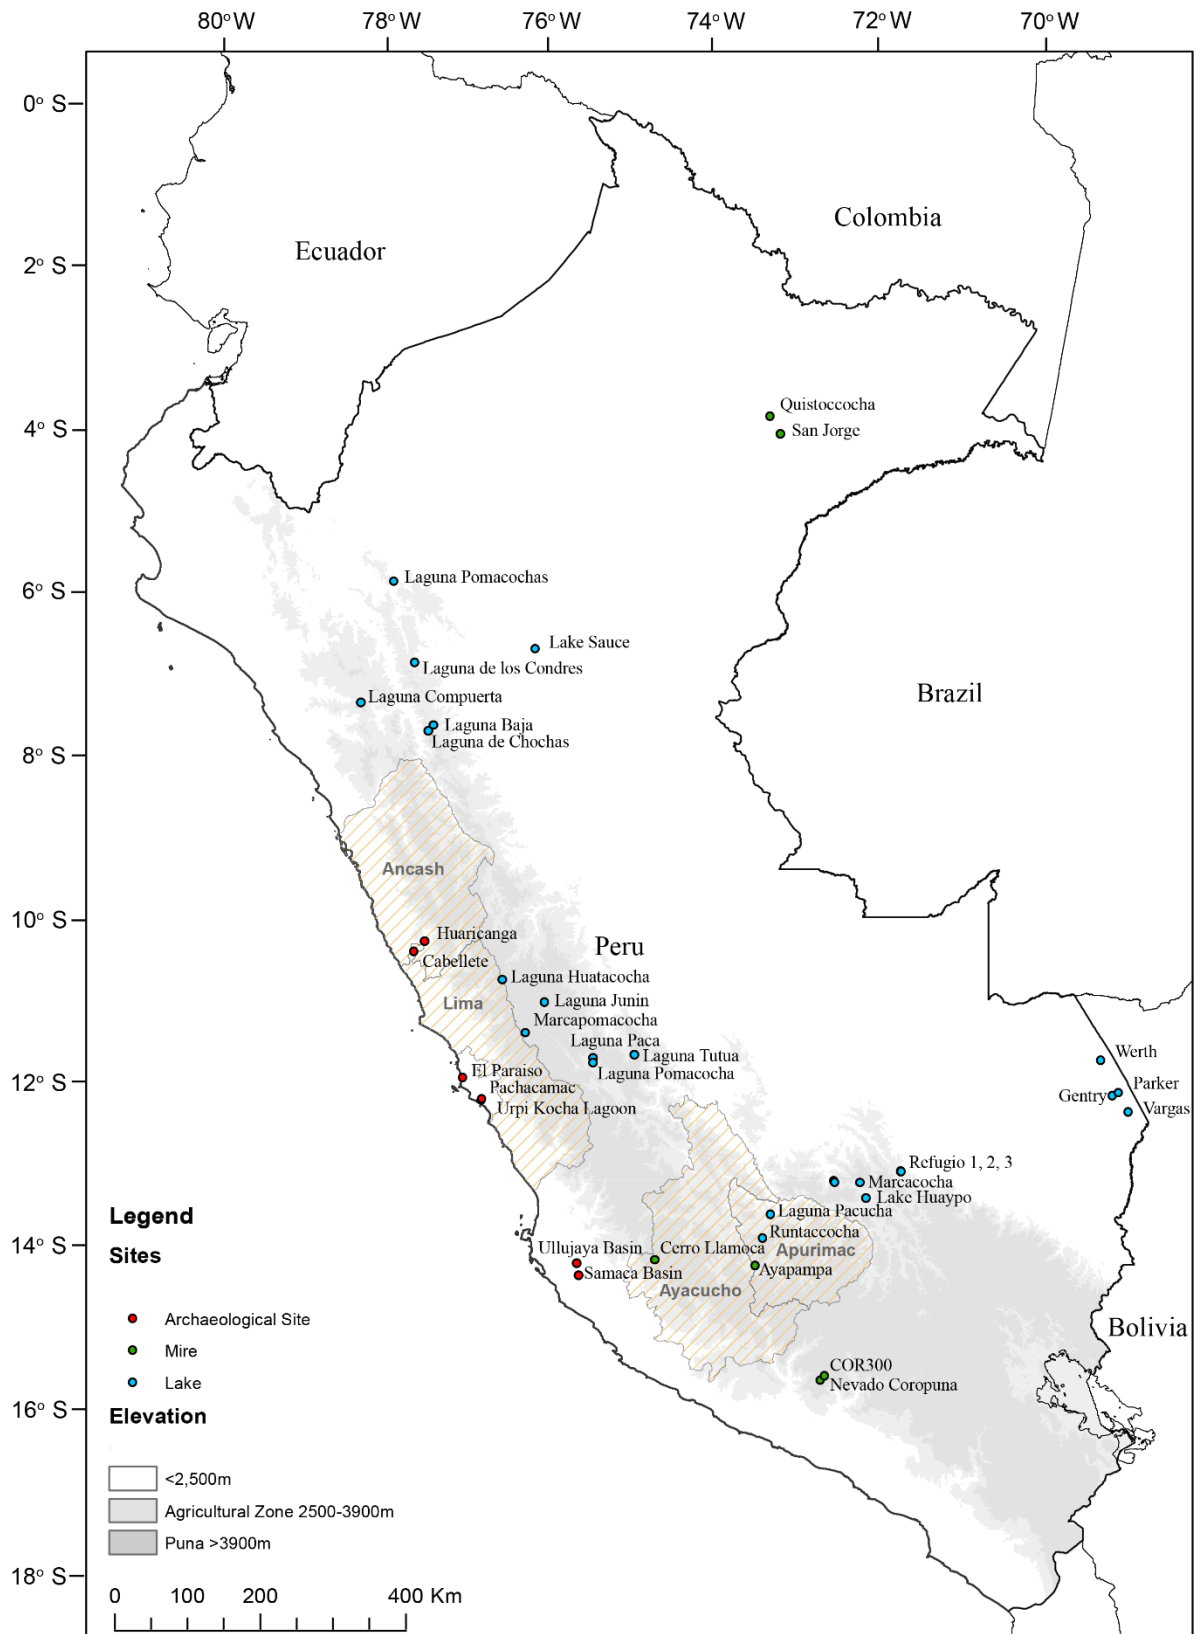 80°W 78°W 76°W 74°W 72°W 70°W
0° S
Colombia
Ecuador
2° S
Quistoccocha
4° S
San Jorge
Laguna Pomacochas
6° S
Lake Sauce
Laguna de los Condres
Brazil
Laguna Compuerta
Laguna Baja
Laguna de Chochas
8° S
Ancash
10° S
Huaricanga
Peru
Cabellete
Laguna Huatacocha
Lima
Laguna Junin
Marcapomacocha
Laguna Paca
Laguna Tutua
Werth
El Paraiso
Laguna Pomacocha
12° S
Pachacamac
Parker
Gentry
Urpi Kocha Lagoon
Vargas
Refugio 1, 2, 3
Marcacocha
Lake Huaypo
Laguna Pacucha
Runtaccocha
14° S
Ullujaya Basin
Cerro Llamoca
Apurimac
Samaca Basin
Ayapampa
Ayacucho
Bolivia
COR300
Nevado Coropuna
16° S
18° S
Legend
Sites
Archaeological Site
Mire
Lake
Elevation
<2,500m
Agricultural Zone 2500-3900m
Puna >3900m
0 100 200 400 Km